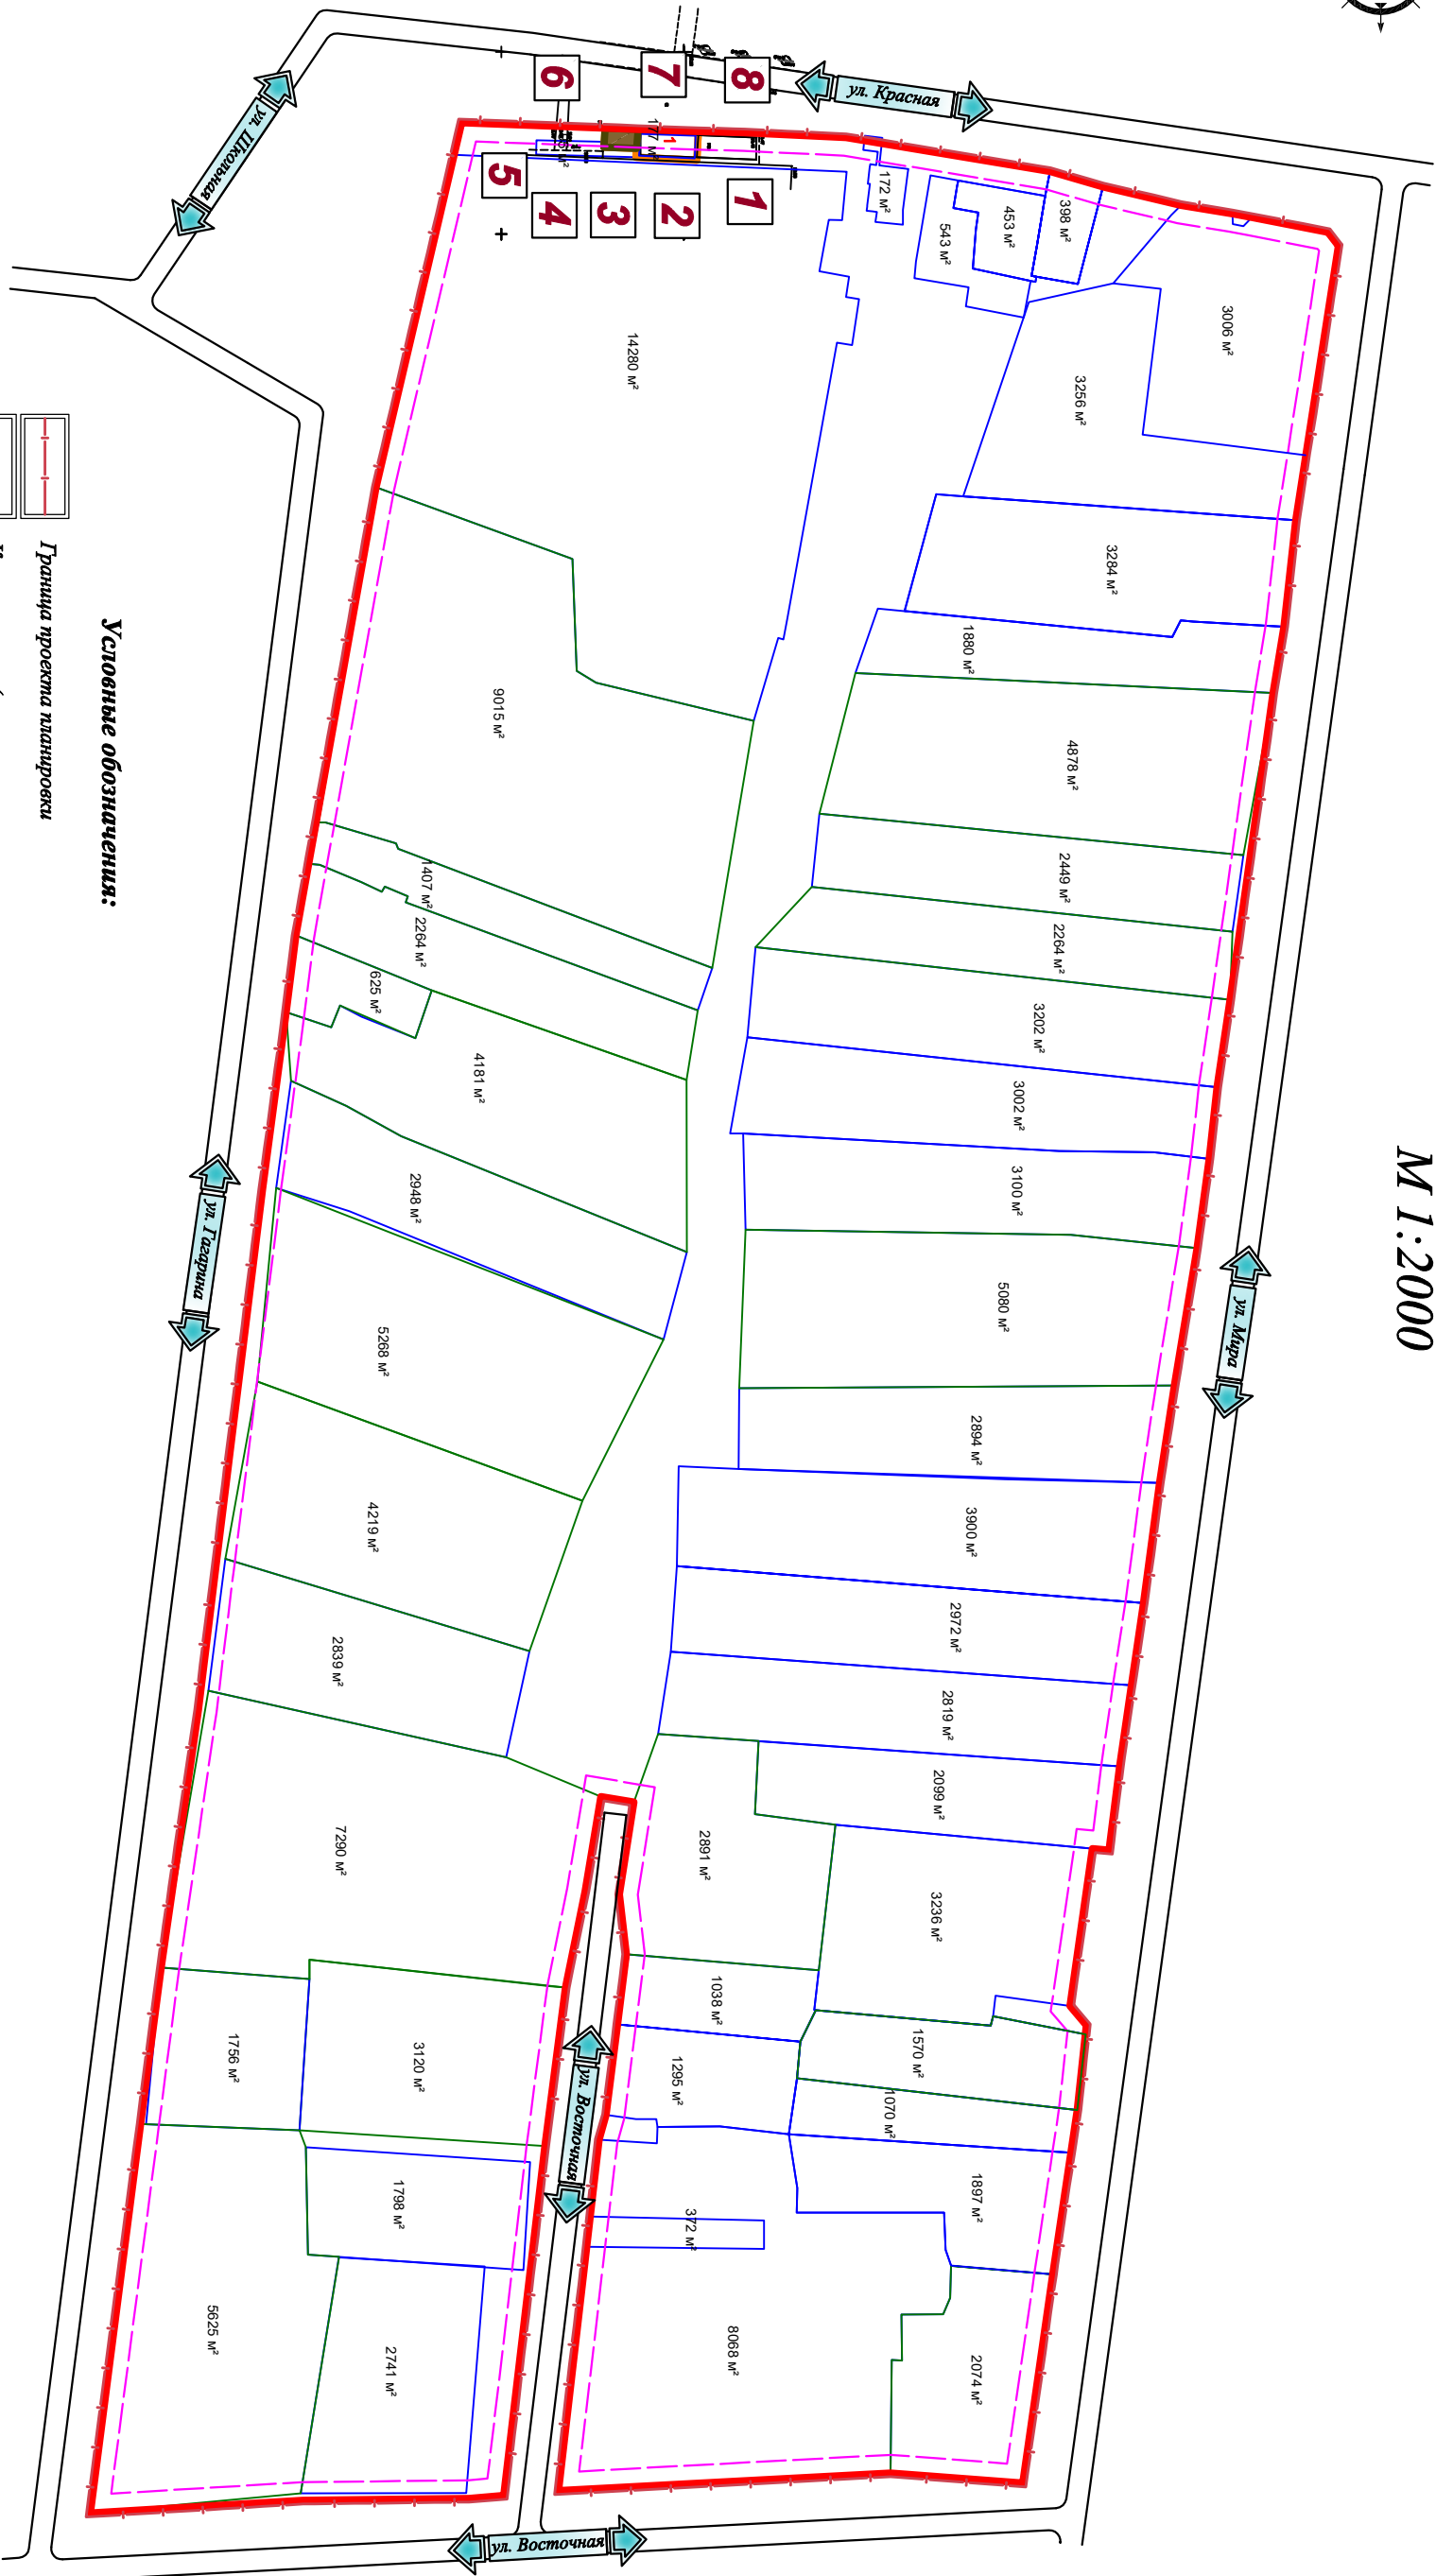 М 1:2000
ул. Красная
ул. Школьная
ул. Мира
ул. Гагарина
ул. Восточная
ул. Восточная
8
7
6
5
4
3
2
1
1
177 м²
172 м²
543 м²
453 м²
398 м²
3006 м²
3256 м²
14280 м²
3284 м²
1880 м²
9015 м²
4878 м²
2449 м²
1407 м²
2264 м²
2264 м²
625 м²
3202 м²
4181 м²
3002 м²
2948 м²
3100 м²
5080 м²
5268 м²
2894 м²
4219 м²
3900 м²
2972 м²
2839 м²
2819 м²
2099 м²
7290 м²
2891 м²
3236 м²
1038 м²
1756 м²
3120 м²
1295 м²
1570 м²
1070 м²
1798 м²
372 м²
1897 м²
5625 м²
2741 м²
8068 м²
2074 м²
Условные обозначения:
Граница проекта планировки